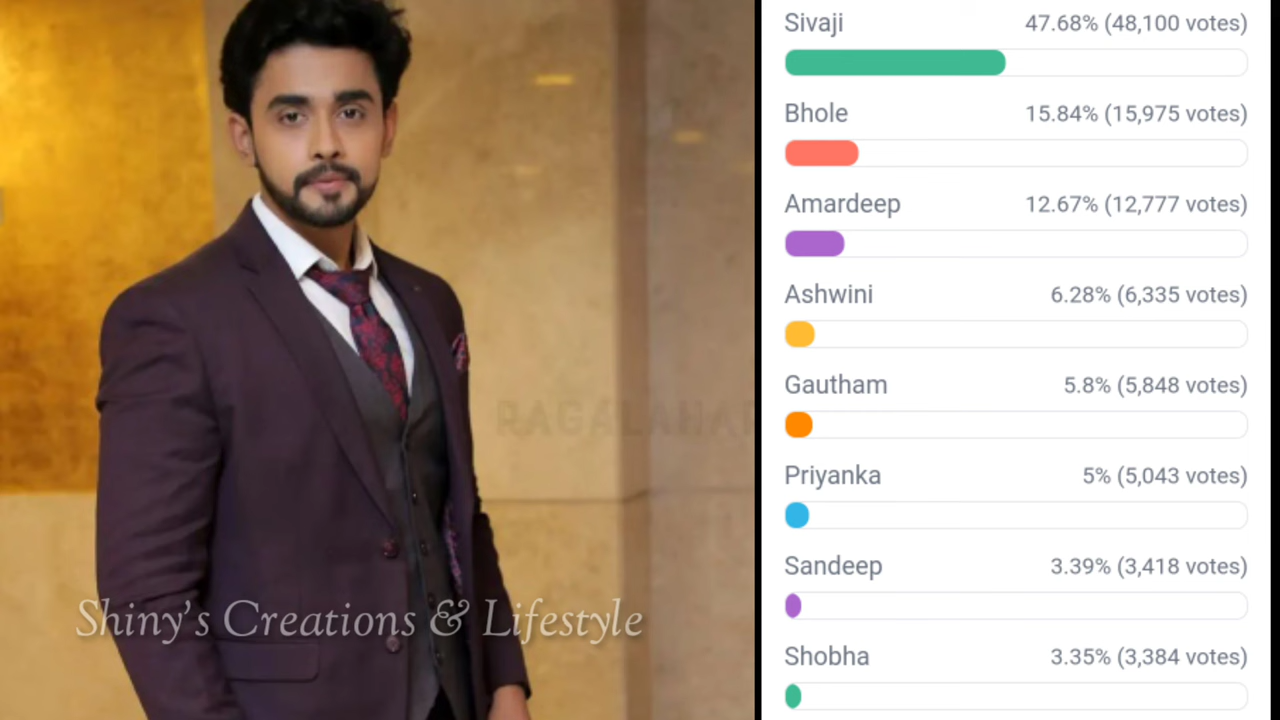 RAGALAHAR
Shiny's Creations & Lifestyle
Sivaji 47.68% (48,100 votes)
Bhole 15.84% (15,975 votes)
Amardeep 12.67% (12,777 votes)
Ashwini 6.28% (6,335 votes)
Gautham 5.8% (5,848 votes)
Priyanka 5% (5,043 votes)
Sandeep 3.39% (3,418 votes)
Shobha 3.35% (3,384 votes)